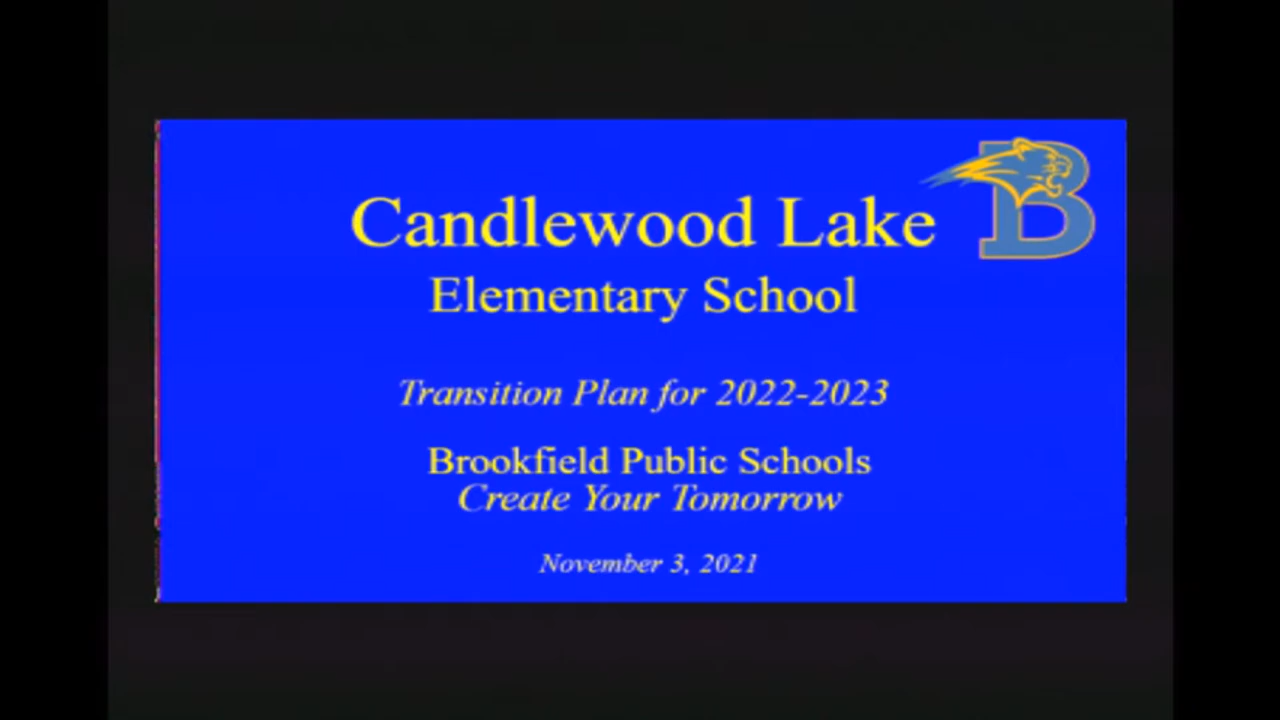 Candlewood Lake
B
Elementary School
Transition Plan for 2022-2023
Brookfield Public Schools
Create Your Tomorrow
November 3, 2021